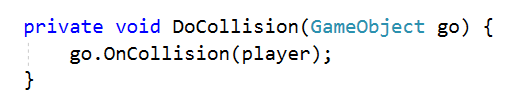 private void DoCollision(GameObject go) {
    go.OnCollision(player);
}